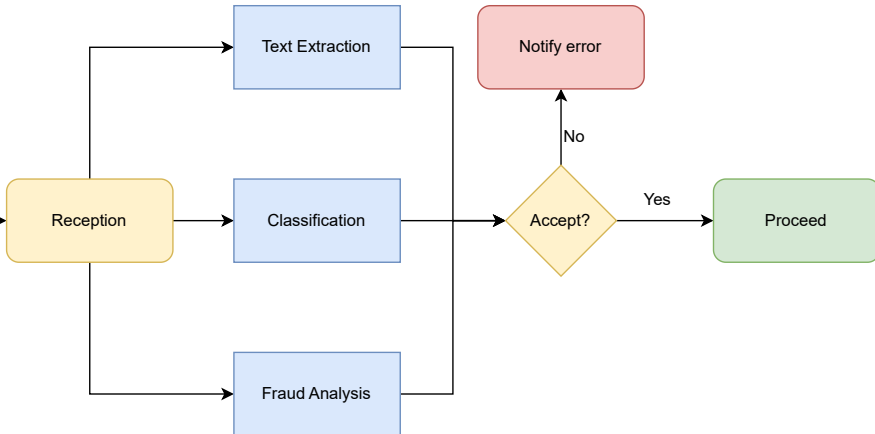 Text Extraction
Notify error
No
Reception
Classification
Accept?
Yes
Proceed
Fraud Analysis